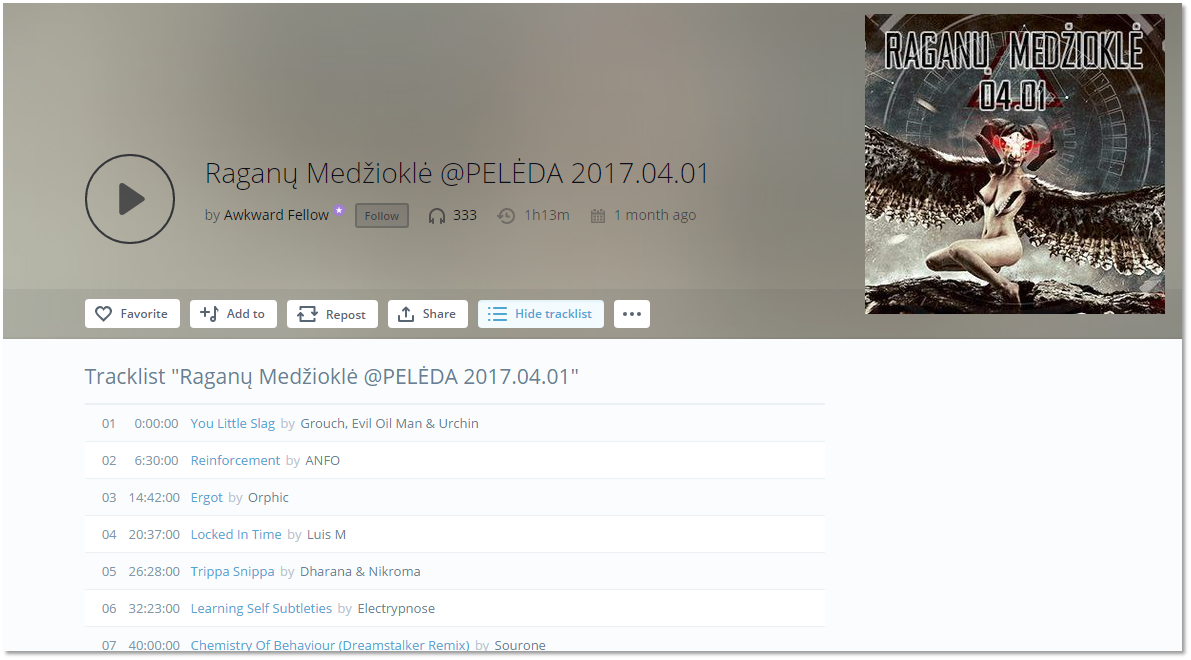 RAGANŲ MEDŽIOKLĖ
04.01
Raganų Medžioklė @PELĖDA 2017.04.01
by Awkward Fellow Follow 333 1h13m 1 month ago
Favorite Add to Repost Share Hide tracklist
Tracklist "Raganų Medžioklė @PELĖDA 2017.04.01"
01 0:00:00 You Little Slag by Grouch, Evil Oil Man & Urchin
02 6:30:00 Reinforcement by ANFO
03 14:42:00 Ergot by Orphic
04 20:37:00 Locked In Time by Luis M
05 26:28:00 Trippa Snippa by Dharana & Nikroma
06 32:23:00 Learning Self Subtleties by Electrypnose
07 40:00:00 Chemistry Of Behaviour (Dreamstalker Remix) by Sourone